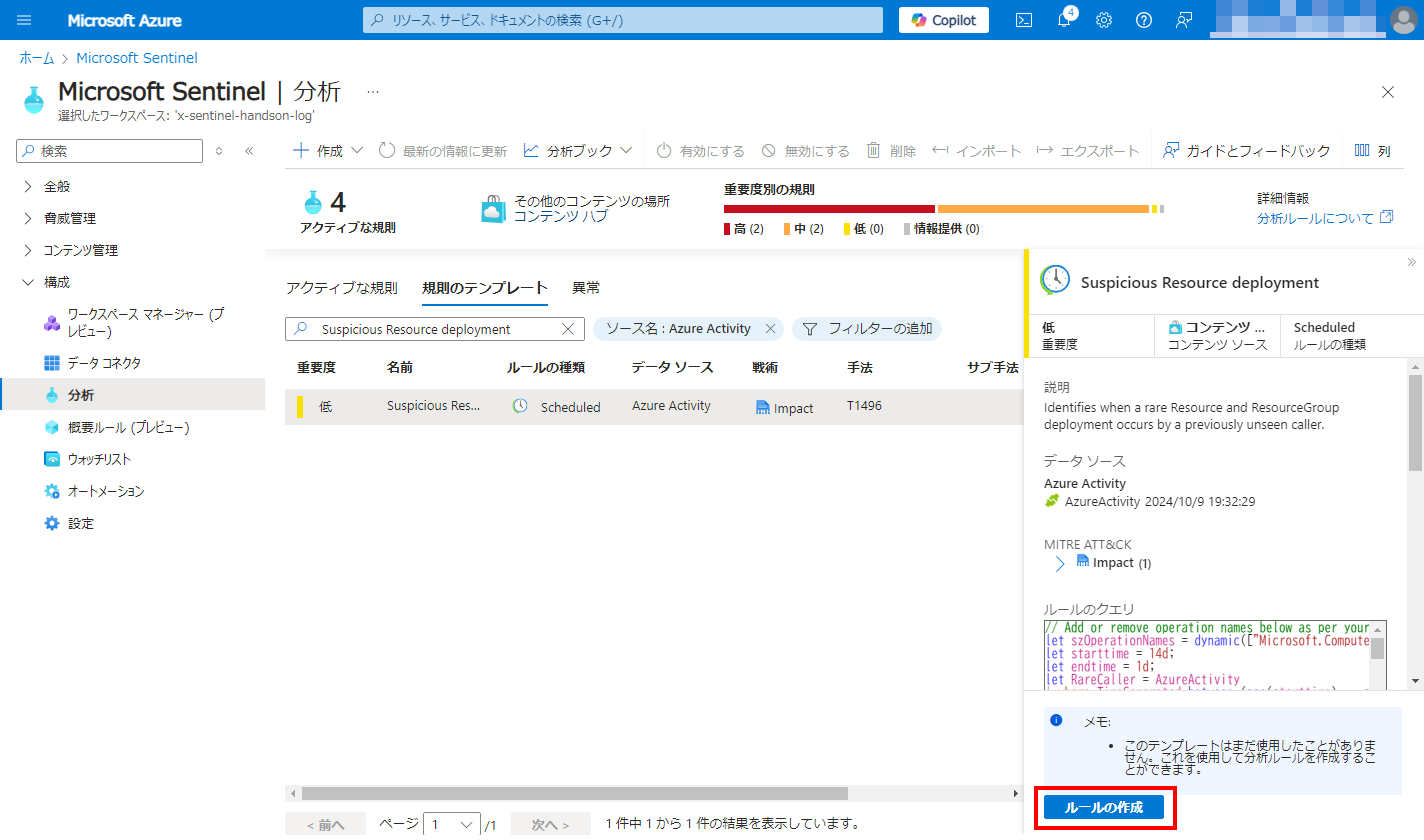 Microsoft Azure
リソース、サービス、ドキュメントの検索 (G+/)
Copilot
4
ホーム > Microsoft Sentinel
Microsoft Sentinel | 分析 …
選択したワークスペース: 'x-sentinel-handson-log'
検索
全般
脅威管理
コンテンツ管理
構成
ワークスペース マネージャー (プ
レビュー)
データ コネクタ
分析
概要ルール (プレビュー)
ウォッチリスト
オートメーション
設定
作成 最新の情報に更新 分析ブック 有効にする 無効にする 削除 インポート エクスポート ガイドとフィードバック 列
4
アクティブな規則
その他のコンテンツの場所
コンテンツ ハブ
重要度別の規則
高 (2) 中 (2) 低 (0) 情報提供 (0)
詳細情報
分析ルールについて
アクティブな規則 規則のテンプレート 異常
Suspicious Resource deployment ソース名 : Azure Activity フィルターの追加
重要度 名前 ルールの種類 データ ソース 戦術 手法 サブ手法
低 Suspicious Res... Scheduled Azure Activity Impact T1496
< 前へ ページ 1 /1 次へ > 1 件中 1 から 1 件の結果を表示しています。
Suspicious Resource deployment
低
重要度
コンテンツ ...
コンテンツ ソース
Scheduled
ルールの種類
説明
Identifies when a rare Resource and ResourceGroup
deployment occurs by a previously unseen caller.
データ ソース
Azure Activity
AzureActivity 2024/10/9 19:32:29
MITRE ATT&CK
Impact (1)
ルールのクエリ
// Add or remove operation names below as per your
let szOperationNames = dynamic(["Microsoft.Compute
let starttime = 14d;
let endtime = 1d;
let RareCaller = AzureActivity
メモ:
• このテンプレートはまだ使用したことがありま
せん。これを使用して分析ルールを作成するこ
とができます。
ルールの作成